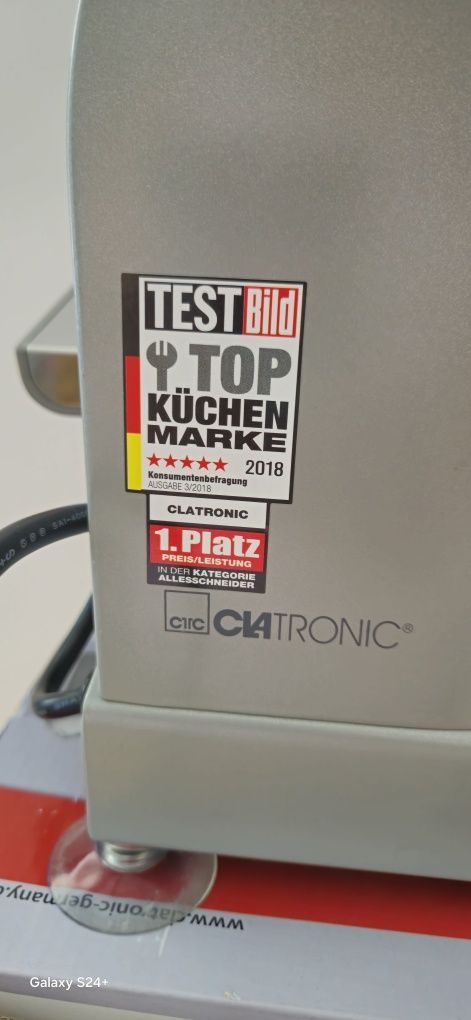 TEST Bild
TOP
KÜCHEN
MARKE
2018
Konsumentenbefragung
AUSGABE 3/2018
CLATRONIC
1. Platz
PREIS/LEISTUNG
IN DER KATEGORIE
ALLESSCHNEIDER
CTC CLATRONIC®
www.clatronic-germany.
Galaxy S24+